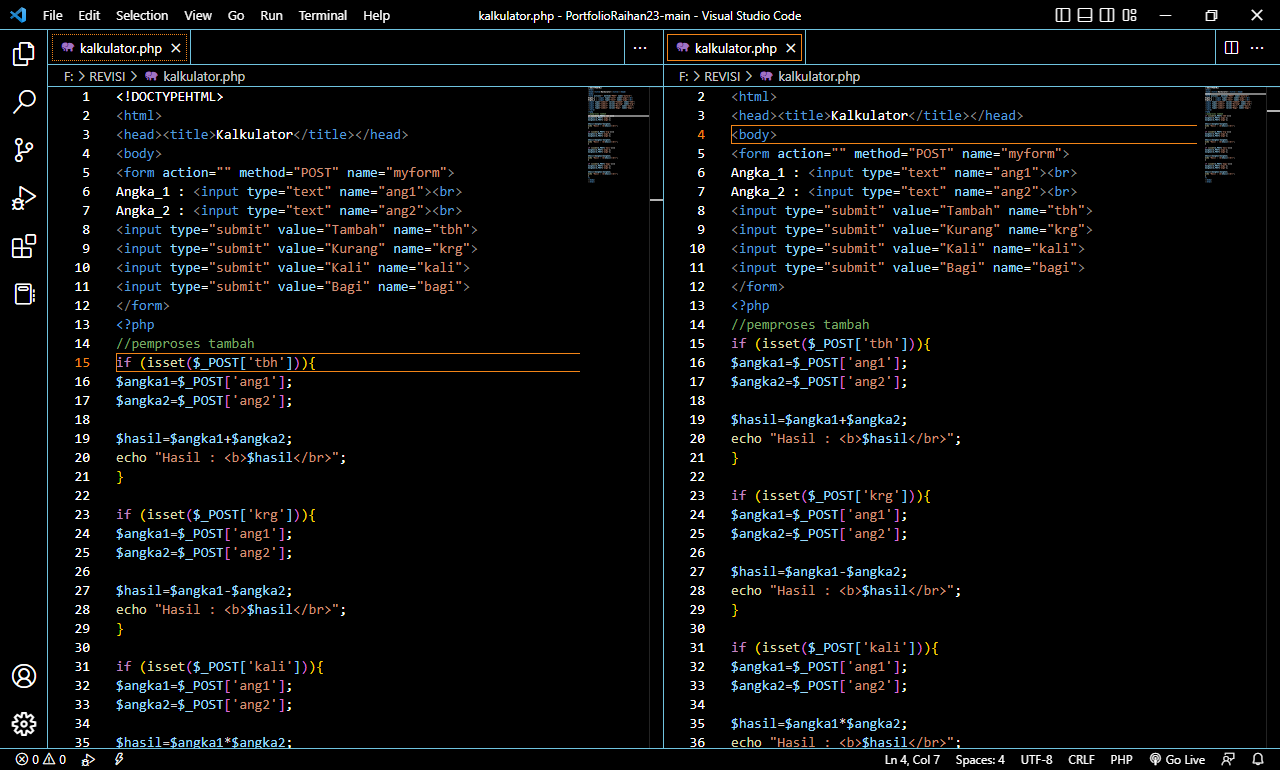 File Edit Selection View Go Run Terminal Help kalkulator.php - PortfolioRaihan23-main - Visual Studio Code
kalkulator.php
F: > REVISI > kalkulator.php
1 <!DOCTYPEHTML>
2 <html>
3 <head><title>Kalkulator</title></head>
4 <body>
5 <form action="" method="POST" name="myform">
6 Angka_1 : <input type="text" name="ang1"><br>
7 Angka_2 : <input type="text" name="ang2"><br>
8 <input type="submit" value="Tambah" name="tbh">
9 <input type="submit" value="Kurang" name="krg">
10 <input type="submit" value="Kali" name="kali">
11 <input type="submit" value="Bagi" name="bagi">
12 </form>
13 <?php
14 //pemproses tambah
15 if (isset($_POST['tbh'])){
16 $angka1=$_POST['ang1'];
17 $angka2=$_POST['ang2'];
18
19 $hasil=$angka1+$angka2;
20 echo "Hasil : <b>$hasil</br>";
21 }
22
23 if (isset($_POST['krg'])){
24 $angka1=$_POST['ang1'];
25 $angka2=$_POST['ang2'];
26
27 $hasil=$angka1-$angka2;
28 echo "Hasil : <b>$hasil</br>";
29 }
30
31 if (isset($_POST['kali'])){
32 $angka1=$_POST['ang1'];
33 $angka2=$_POST['ang2'];
34
35 $hasil=$angka1*$angka2;
kalkulator.php
F: > REVISI > kalkulator.php
2 <html>
3 <head><title>Kalkulator</title></head>
4 <body>
5 <form action="" method="POST" name="myform">
6 Angka_1 : <input type="text" name="ang1"><br>
7 Angka_2 : <input type="text" name="ang2"><br>
8 <input type="submit" value="Tambah" name="tbh">
9 <input type="submit" value="Kurang" name="krg">
10 <input type="submit" value="Kali" name="kali">
11 <input type="submit" value="Bagi" name="bagi">
12 </form>
13 <?php
14 //pemproses tambah
15 if (isset($_POST['tbh'])){
16 $angka1=$_POST['ang1'];
17 $angka2=$_POST['ang2'];
18
19 $hasil=$angka1+$angka2;
20 echo "Hasil : <b>$hasil</br>";
21 }
22
23 if (isset($_POST['krg'])){
24 $angka1=$_POST['ang1'];
25 $angka2=$_POST['ang2'];
26
27 $hasil=$angka1-$angka2;
28 echo "Hasil : <b>$hasil</br>";
29 }
30
31 if (isset($_POST['kali'])){
32 $angka1=$_POST['ang1'];
33 $angka2=$_POST['ang2'];
34
35 $hasil=$angka1*$angka2;
36 echo "Hasil : <b>$hasil</br>";
0 0 Ln 4, Col 7 Spaces: 4 UTF-8 CRLF PHP Go Live